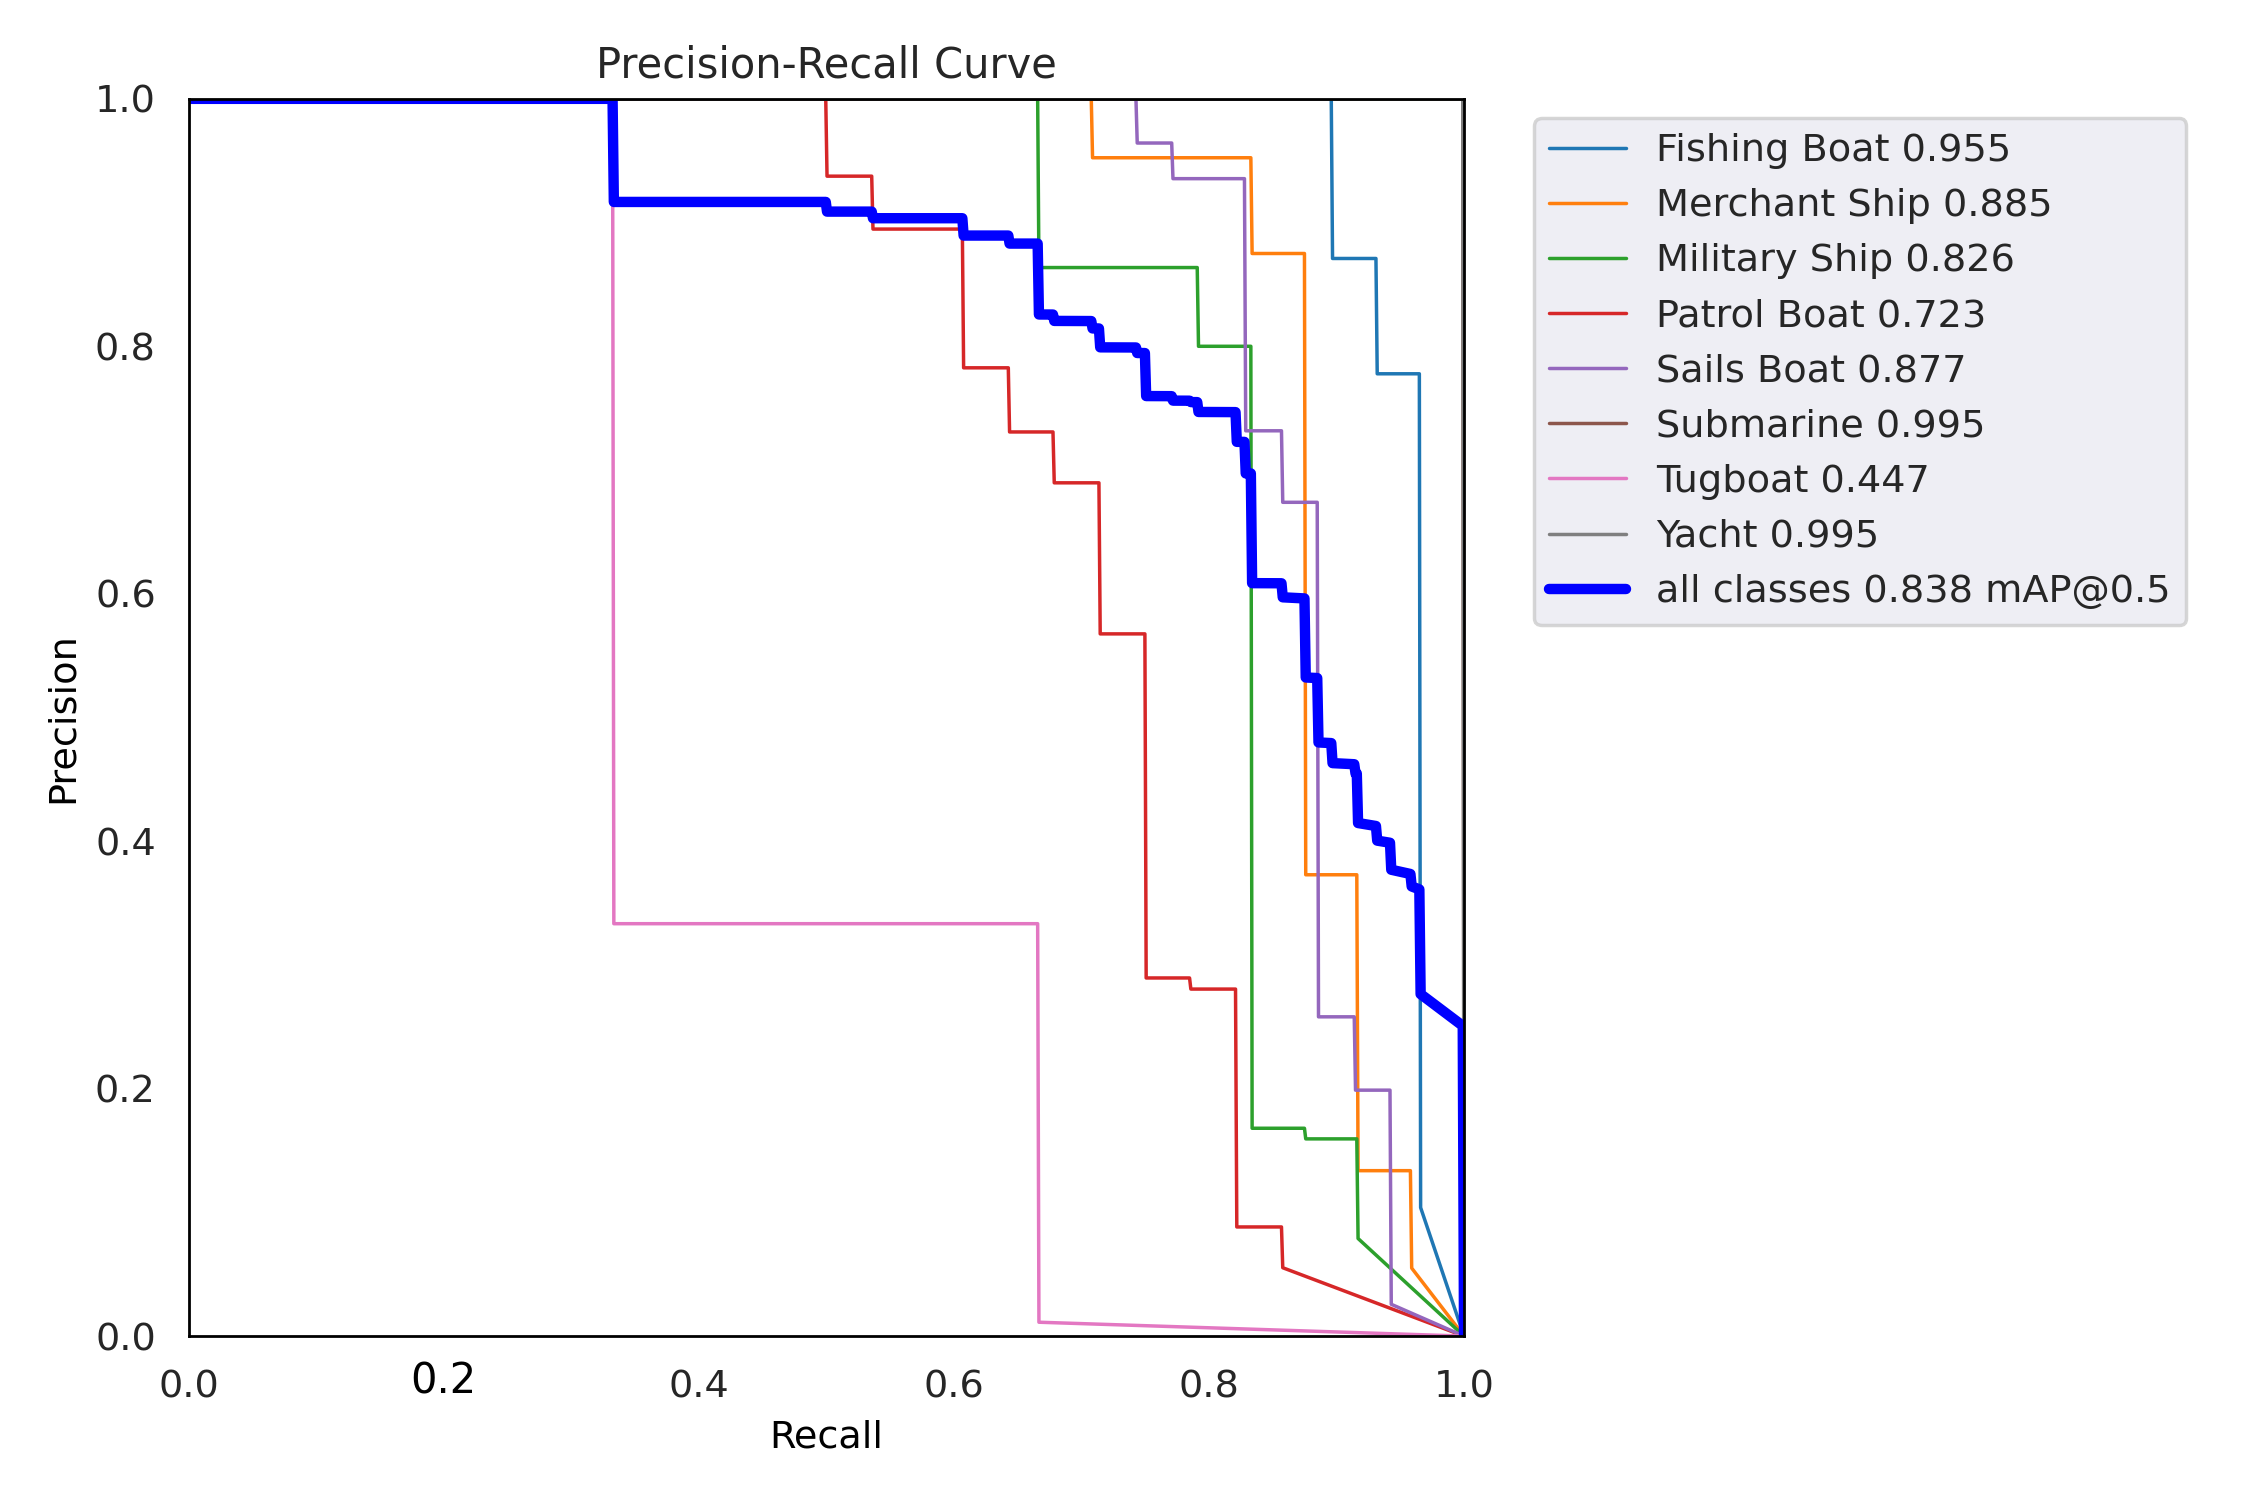 Precision-Recall Curve
1.0
0.8
0.6
0.4
0.2
0.0
Precision
0.0 0.2 0.4 0.6 0.8 1.0
Recall
Fishing Boat 0.955
Merchant Ship 0.885
Military Ship 0.826
Patrol Boat 0.723
Sails Boat 0.877
Submarine 0.995
Tugboat 0.447
Yacht 0.995
all classes 0.838 mAP@0.5